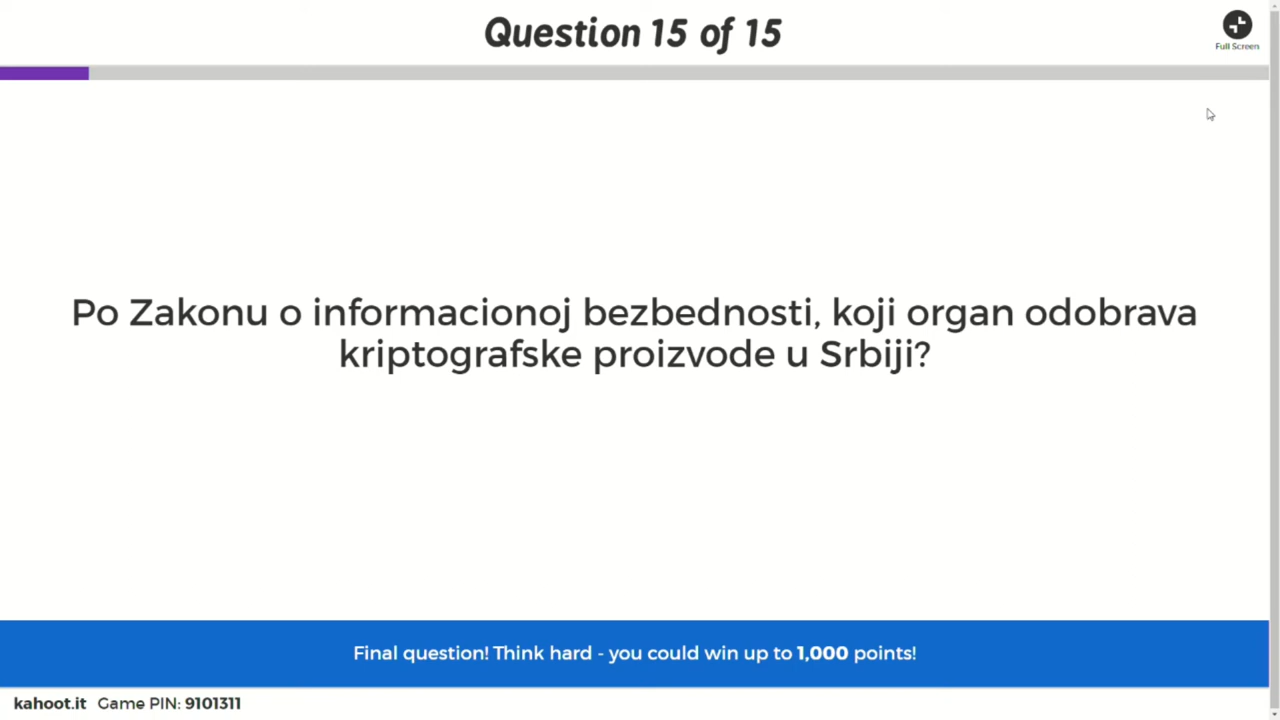 Question 15 of 15
Full Screen
Po Zakonu o informacionoj bezbednosti, koji organ odobrava
kriptografske proizvode u Srbiji?
Final question! Think hard - you could win up to 1,000 points!
kahoot.it Game PIN: 9101311